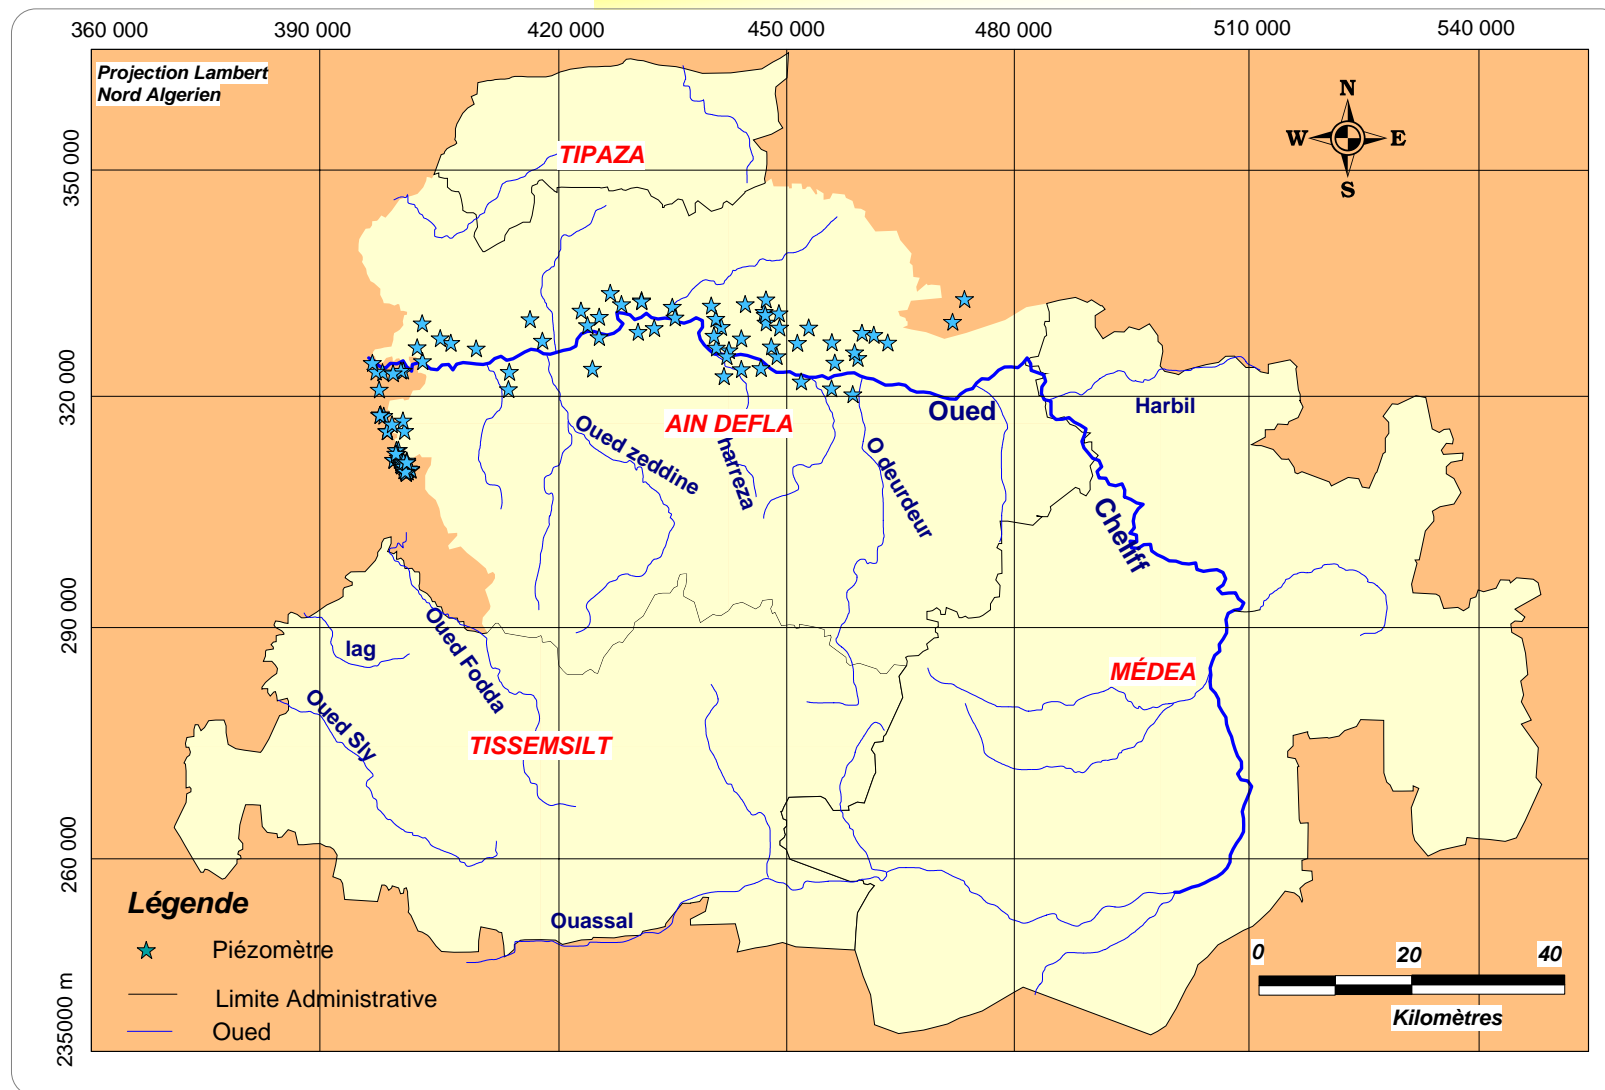 360 000 390 000 420 000 450 000 480 000 510 000 540 000
Projection Lambert
Nord Algerien
N
W E
S
350 000
320 000
290 000
260 000
235000 m
TIPAZA
AIN DEFLA
MÉDEA
TISSEMSILT
Oued
Cheliff
Harbil
Oued zeddine
harreza
O deurdeur
Oued Fodda
lag
Oued Sly
Ouassal
Légende
Piézomètre
Limite Administrative
Oued
0 20 40
Kilomètres